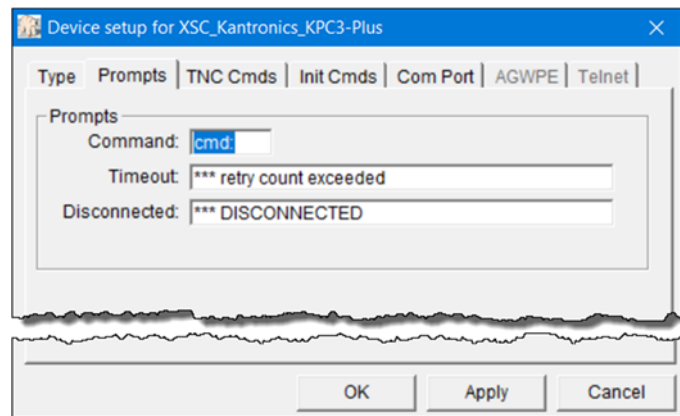 Device setup for XSC_Kantronics_KPC3-Plus
Type Prompts TNC Cmds Init Cmds Com Port AGWPE Telnet
Prompts
Command: cmd:
Timeout: *** retry count exceeded
Disconnected: *** DISCONNECTED
OK Apply Cancel